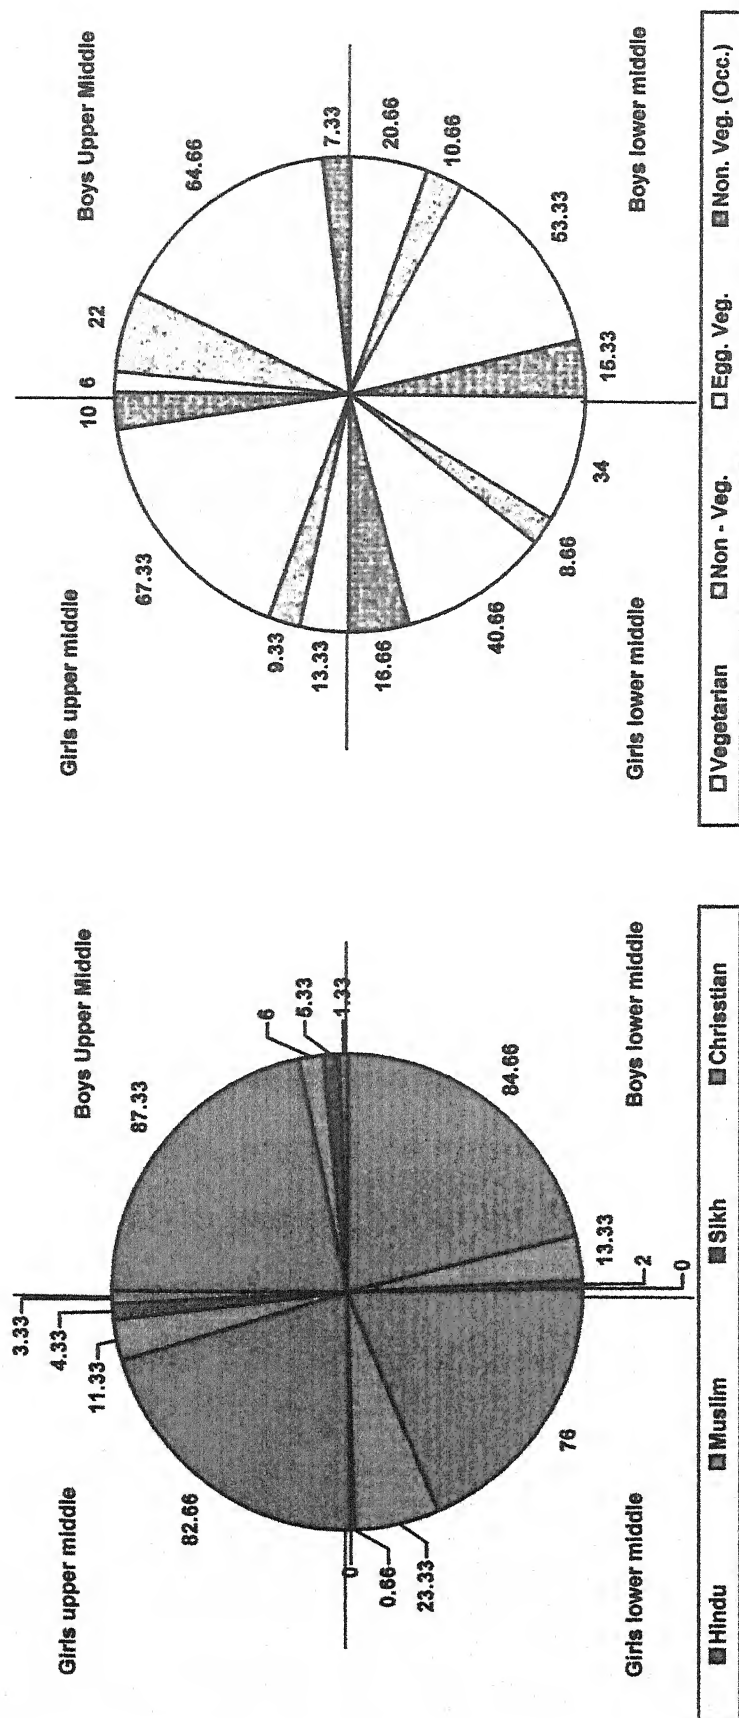 Girls upper middle
Boys Upper Middle
3.33
4.33
11.33
82.66
87.33
6
5.33
1.33
0
0.66
23.33
76
84.66
13.33
2
0
Girls lower middle
Boys lower middle
Hindu Muslim Sikh Chrisstian
Girls upper middle
Boys Upper Middle
10 6 22
67.33
64.66
9.33
13.33
7.33
16.66
20.66
10.66
40.66
53.33
8.66
34
15.33
Girls lower middle
Boys lower middle
Vegetarian Non - Veg. Egg. Veg. Non. Veg. (Occ.)